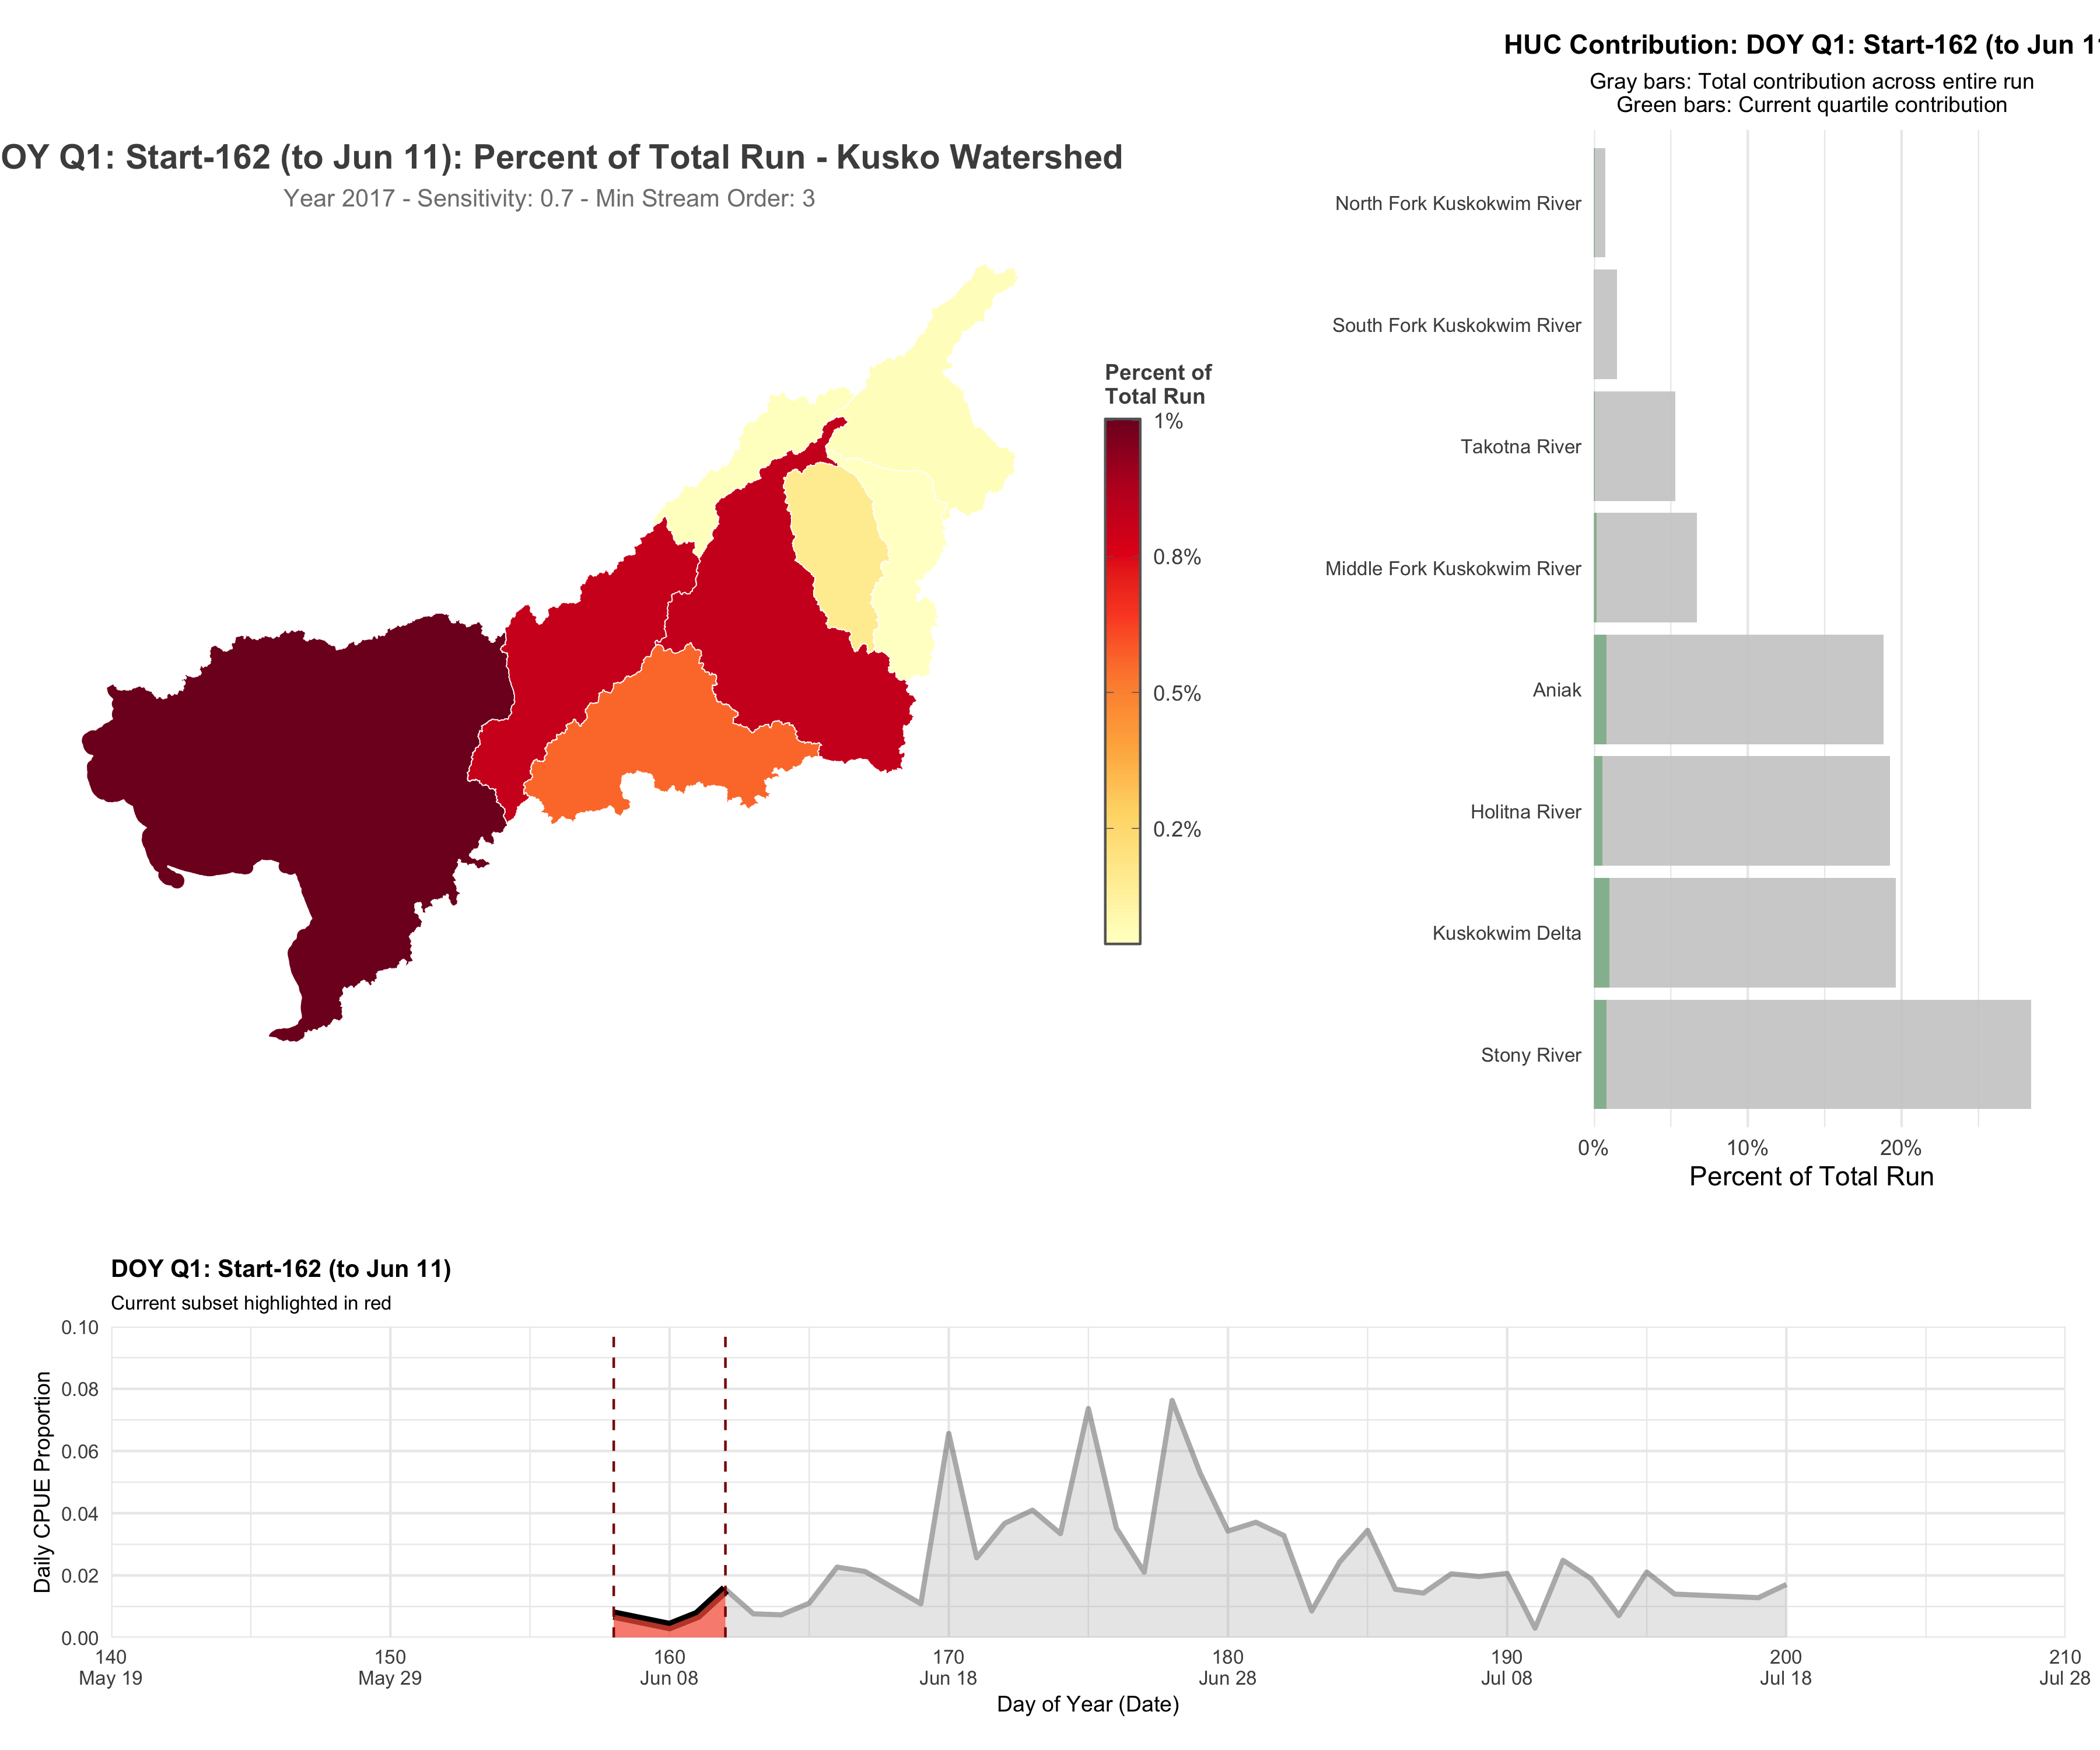 HUC Contribution: DOY Q1: Start-162 (to Jun 1
Gray bars: Total contribution across entire run
Green bars: Current quartile contribution
OY Q1: Start-162 (to Jun 11): Percent of Total Run - Kusko Watershed
Year 2017 - Sensitivity: 0.7 - Min Stream Order: 3
Percent of
Total Run
1%
0.8%
0.5%
0.2%
North Fork Kuskokwim River
South Fork Kuskokwim River
Takotna River
Middle Fork Kuskokwim River
Aniak
Holitna River
Kuskokwim Delta
Stony River
0% 10% 20%
Percent of Total Run
DOY Q1: Start-162 (to Jun 11)
Current subset highlighted in red
Daily CPUE Proportion
0.10
0.08
0.06
0.04
0.02
0.00
140 150 160 170 180 190 200 210
May 19 May 29 Jun 08 Jun 18 Jun 28 Jul 08 Jul 18 Jul 28
Day of Year (Date)